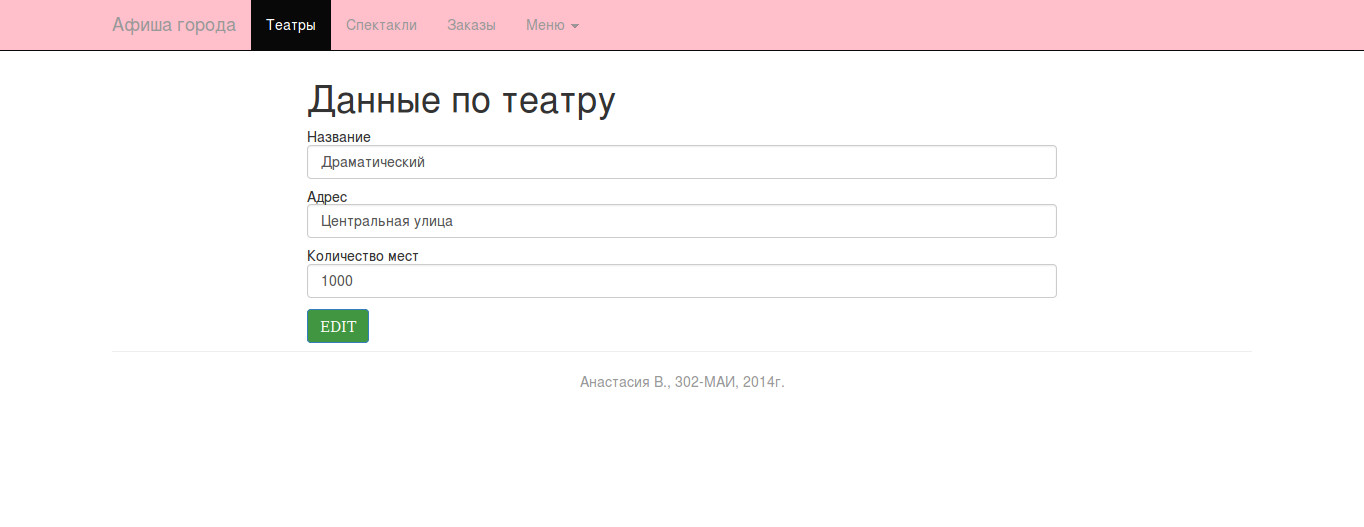 Афиша города Театры Спектакли Заказы Меню
Данные по театру
Название
Драматический
Адрес
Центральная улица
Количество мест
1000
EDIT
Анастасия В., 302-МАИ, 2014г.